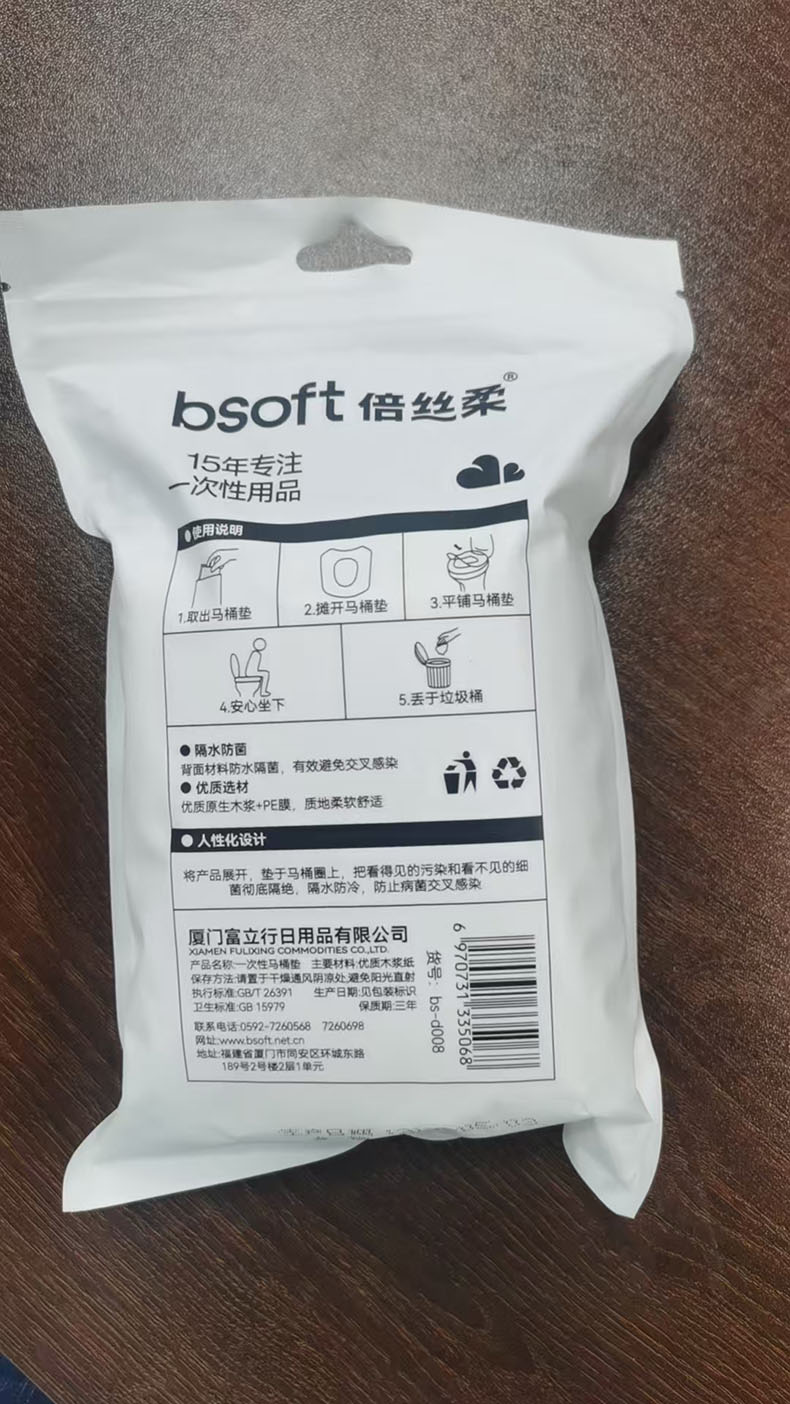 bsoft 倍丝柔®
15年专注
一次性用品
使用说明
1.取出马桶垫
2.摊开马桶垫
3.平铺马桶垫
4.安心坐下
5.丢于垃圾桶
● 隔水防菌
背面材料防水隔菌，有效避免交叉感染
● 优质选材
优质原生木浆+PE膜，质地柔软舒适
● 人性化设计
将产品展开，垫于马桶圈上，把看得见的污染和看不见的细
菌彻底隔绝，隔水防冷，防止病菌交叉感染
厦门富立行日用品有限公司
XIAMEN FULIXING COMMODITIES CO.,LTD.
产品名称:一次性马桶垫 主要材料:优质木浆纸
保存方法:请置于干燥通风阴凉处,避免阳光直射
执行标准:GB/T 26391 生产日期:见包装标识
卫生标准:GB 15979 保质期:三年
联系电话:0592-7260568 7260698
网址:www.bsoft.net.cn
地址:福建省厦门市同安区环城东路
189号2号楼2层1单元
货号：bs-d008
6 970731 335068